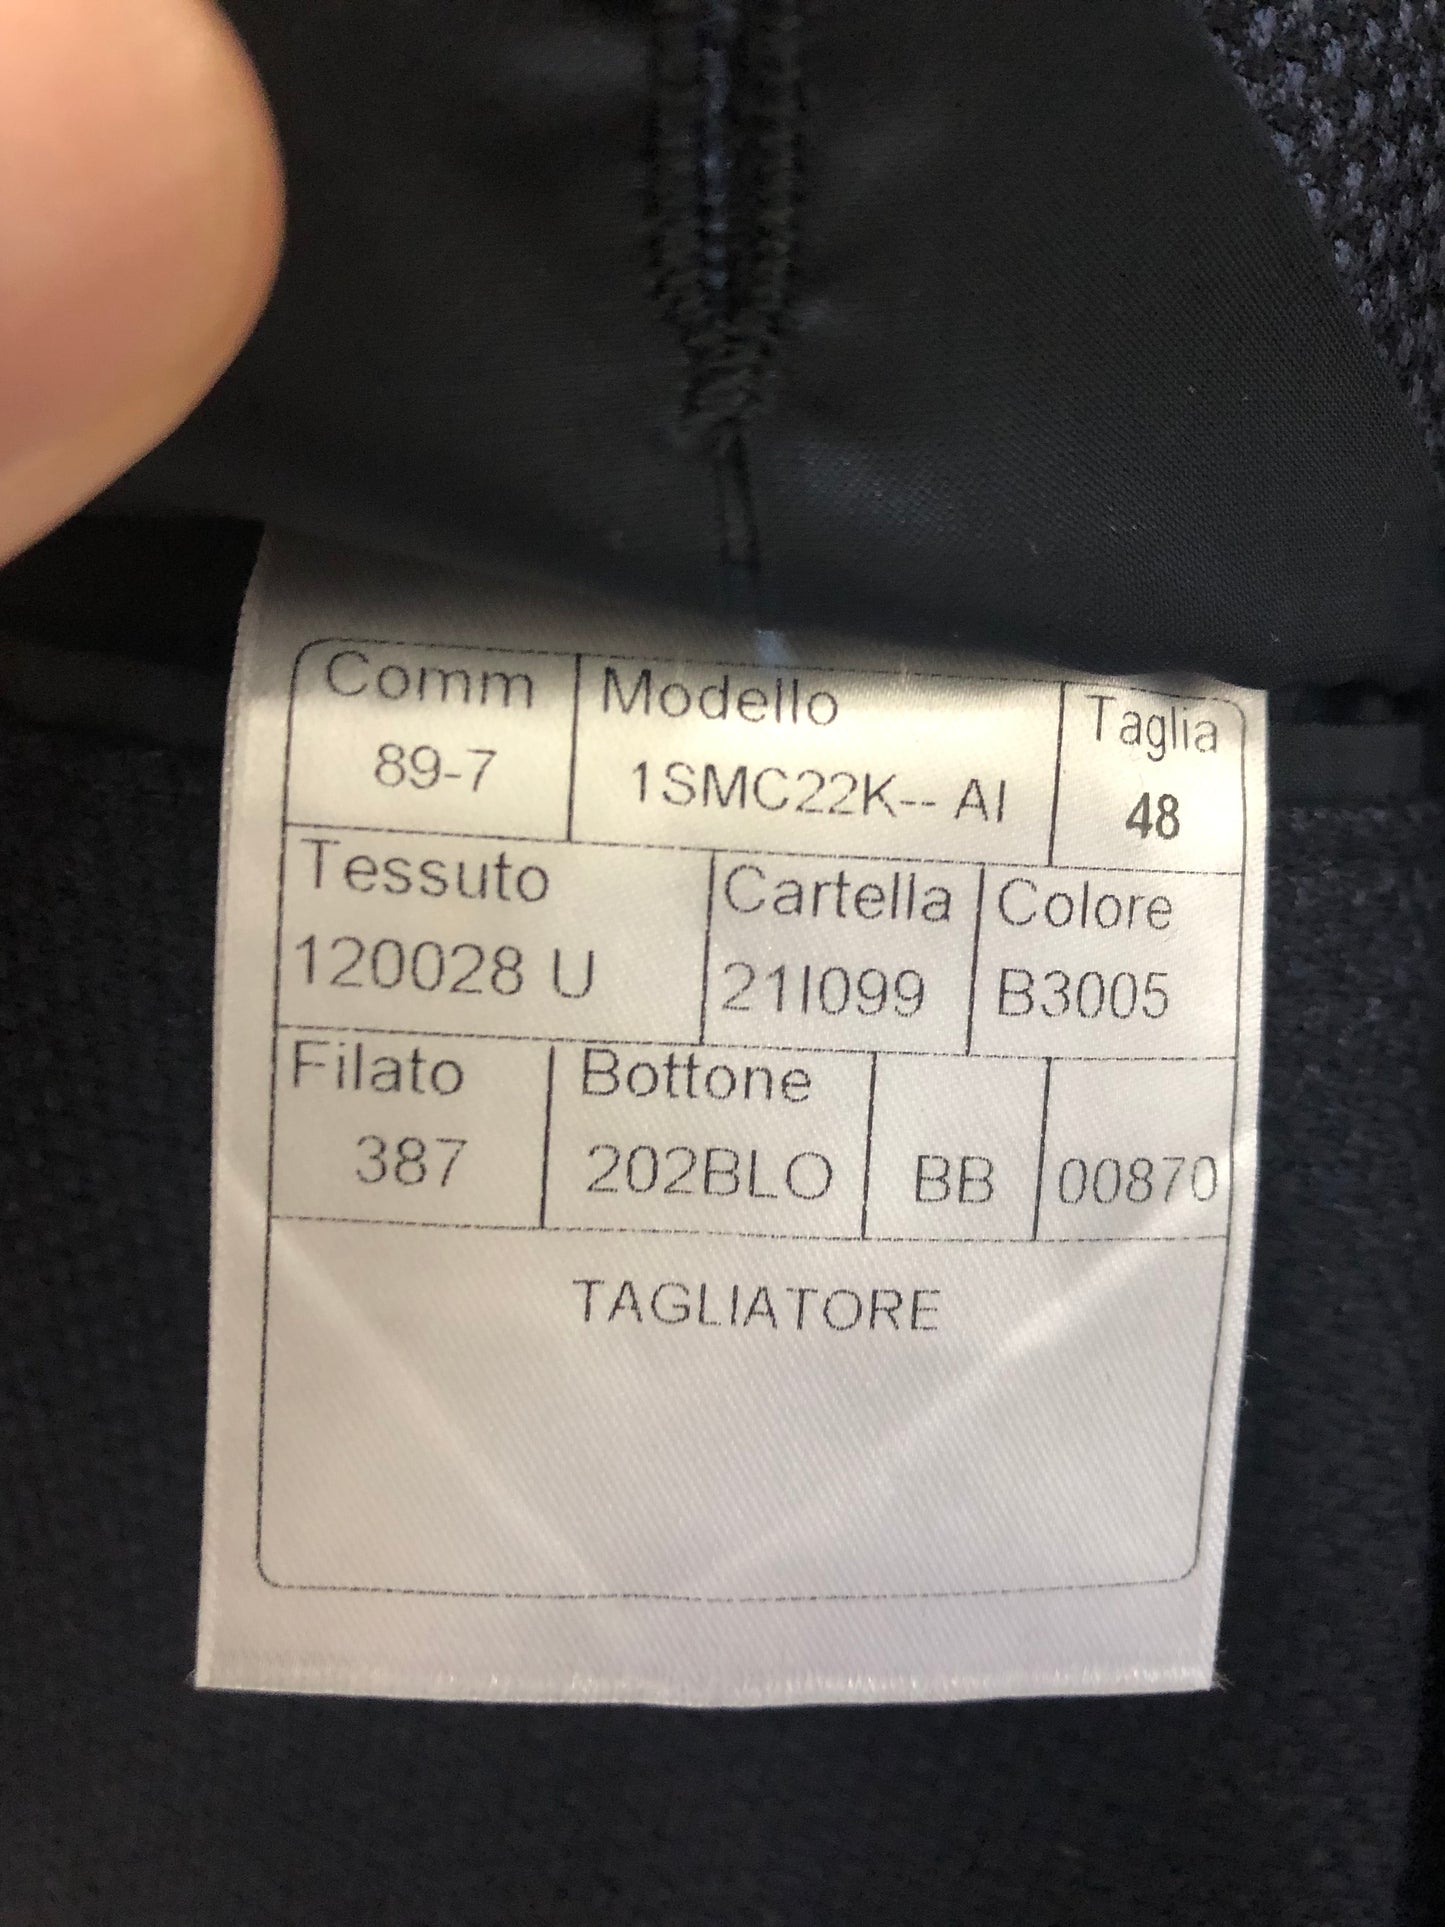 Comm Modello Taglia
89-7 1SMC22K-- AI 48
Tessuto Cartella Colore
120028 U 21I099 B3005
Filato Bottone
387 202BLO BB 00870
TAGLIATORE